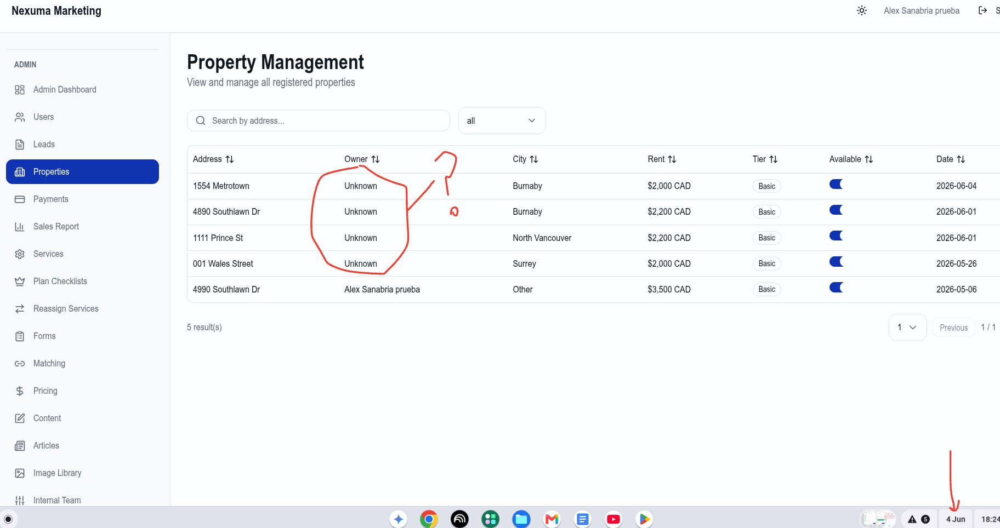 Nexuma Marketing
Alex Sanabria prueba
S
ADMIN
Admin Dashboard
Users
Leads
Properties
Payments
Sales Report
Services
Plan Checklists
Reassign Services
Forms
Matching
Pricing
Content
Articles
Image Library
Internal Team
Property Management
View and manage all registered properties
Search by address...
all
Address Owner City Rent Tier Available Date
?
1554 Metrotown Unknown Burnaby $2,000 CAD Basic 2026-06-04
4890 Southlawn Dr Unknown Burnaby $2,200 CAD Basic 2026-06-01
1111 Prince St Unknown North Vancouver $2,200 CAD Basic 2026-06-01
001 Wales Street Unknown Surrey $2,000 CAD Basic 2026-05-26
4990 Southlawn Dr Alex Sanabria prueba Other $3,500 CAD Basic 2026-05-06
5 result(s)
1
Previous
1 / 1
5
4 Jun
18:24